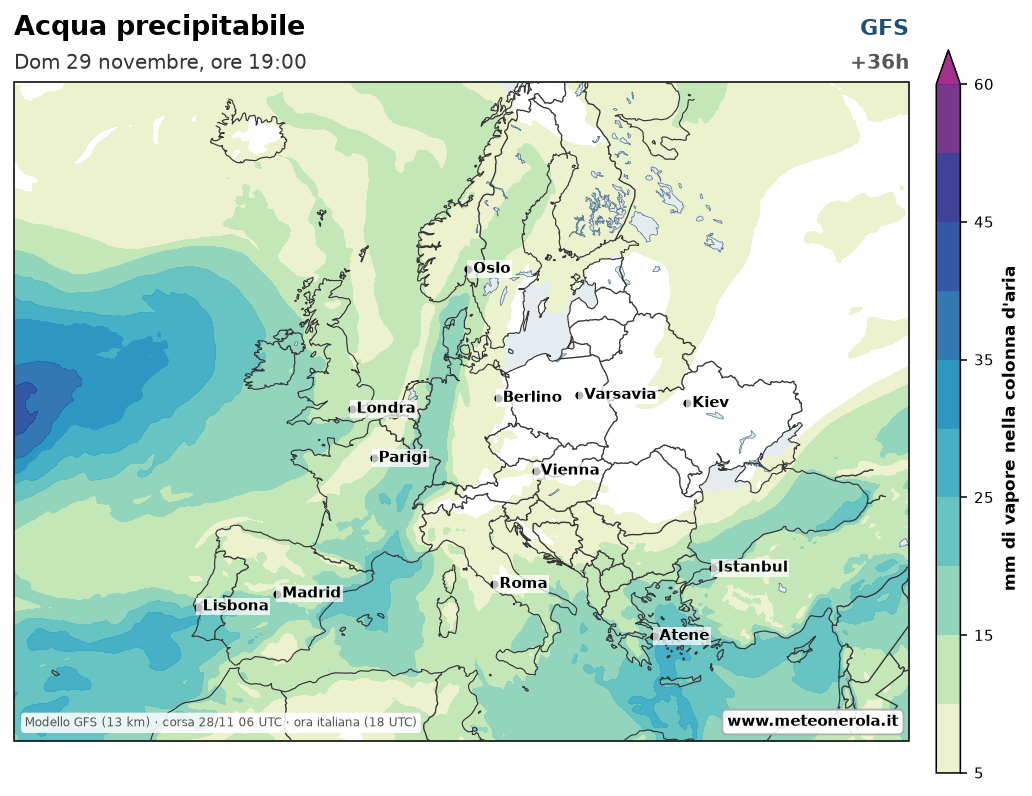 Acqua precipitabile
GFS
Dom 29 novembre, ore 19:00
+36h
60
45
35
25
15
5
mm di vapore nella colonna d'aria
Oslo
Berlino
Varsavia
Kiev
Londra
Parigi
Vienna
Istanbul
Roma
Madrid
Lisbona
Atene
Modello GFS (13 km) · corsa 28/11 06 UTC · ora italiana (18 UTC)
www.meteonerola.it